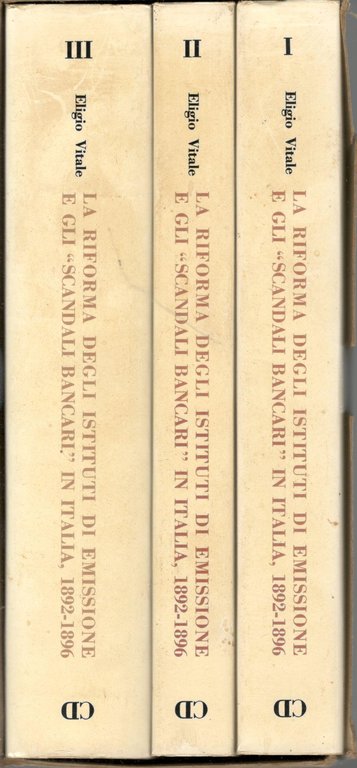 III
Eligio Vitale
LA RIFORMA DEGLI ISTITUTI DI EMISSIONE
E GLI “SCANDALI BANCARI” IN ITALIA, 1892-1896
CD
II
Eligio Vitale
LA RIFORMA DEGLI ISTITUTI DI EMISSIONE
E GLI “SCANDALI BANCARI” IN ITALIA, 1892-1896
CD
I
Eligio Vitale
LA RIFORMA DEGLI ISTITUTI DI EMISSIONE
E GLI “SCANDALI BANCARI” IN ITALIA, 1892-1896
CD